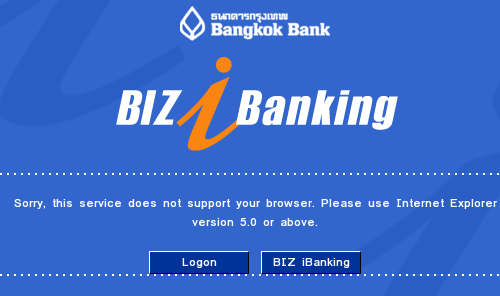 ธนาคารกรุงเทพ
Bangkok Bank
BIZ iBanking
Sorry, this service does not support your browser. Please use Internet Explorer
version 5.0 or above.
Logon
BIZ iBanking